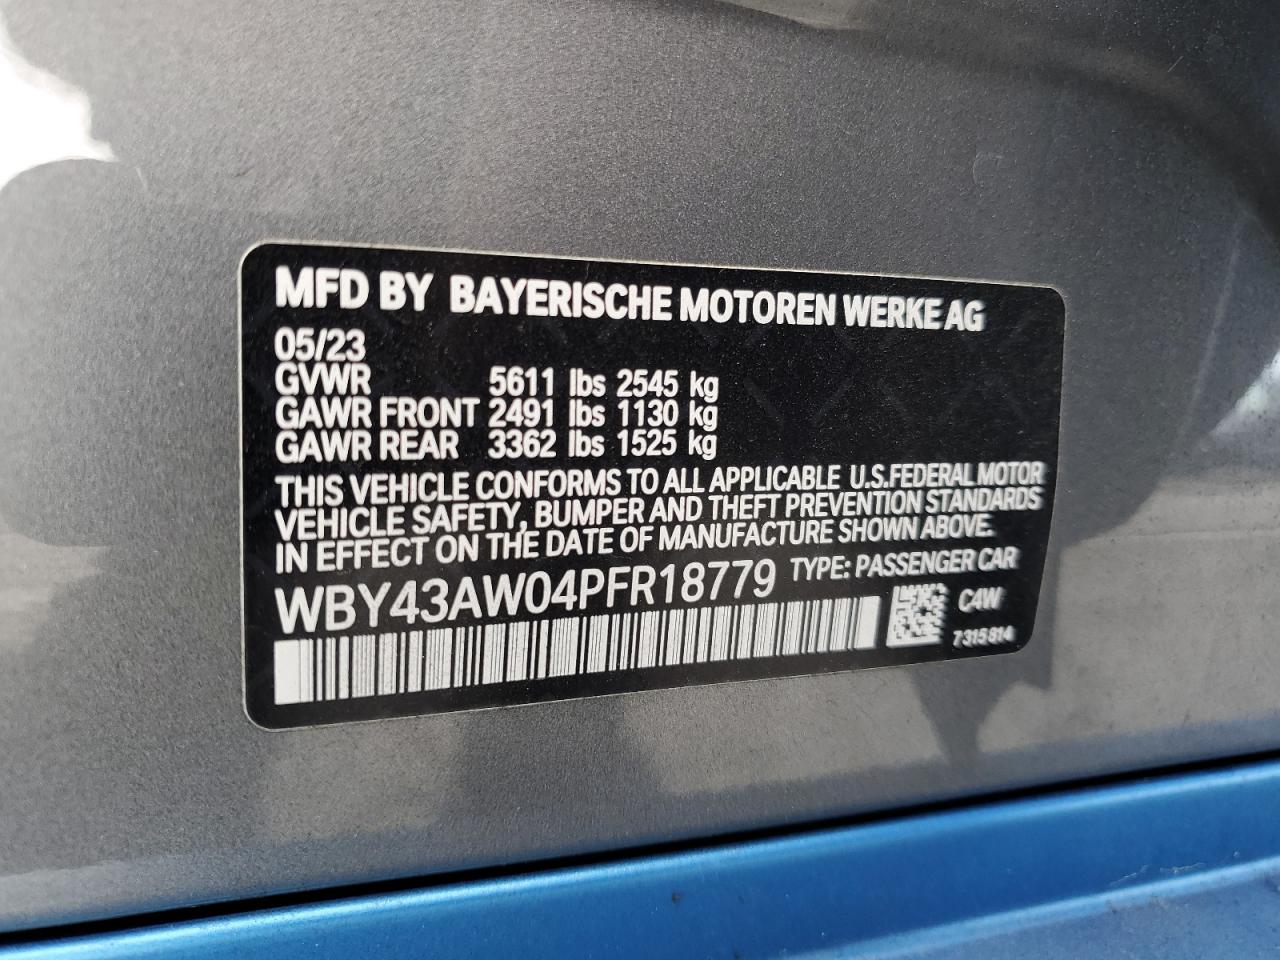 MFD BY BAYERISCHE MOTOREN WERKE AG
05/23
GVWR 5611 lbs 2545 kg
GAWR FRONT 2491 lbs 1130 kg
GAWR REAR 3362 lbs 1525 kg
THIS VEHICLE CONFORMS TO ALL APPLICABLE U.S.FEDERAL MOTOR
VEHICLE SAFETY, BUMPER AND THEFT PREVENTION STANDARDS
IN EFFECT ON THE DATE OF MANUFACTURE SHOWN ABOVE.
WBY43AW04PFR18779 TYPE: PASSENGER CAR
C4W
7315814